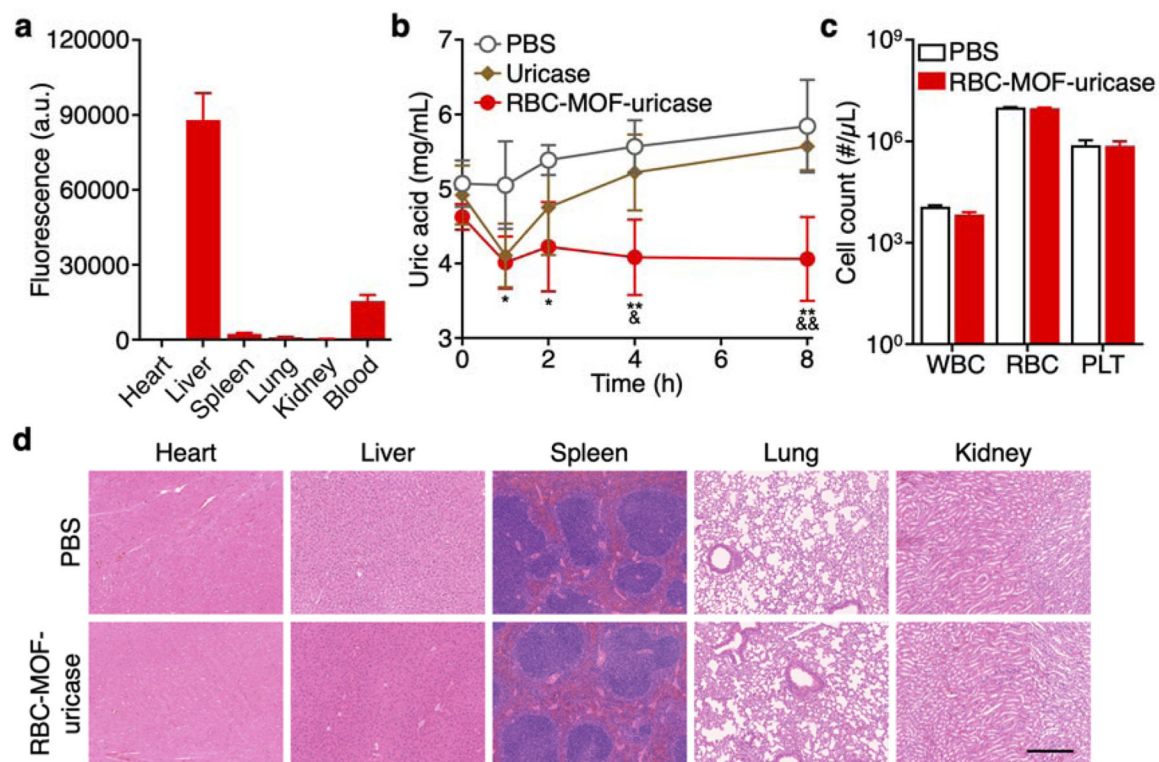 a
120000
90000
60000
30000
0
Fluorescence (a.u.)
Heart
Liver
Spleen
Lung
Kidney
Blood
b
7
6
5
4
3
Uric acid (mg/mL)
PBS
Uricase
RBC-MOF-uricase
*
*
**
&
**
&&
0
2
4
6
8
Time (h)
c
10⁹
10⁶
10³
10⁰
Cell count (#/µL)
PBS
RBC-MOF-uricase
WBC
RBC
PLT
d
Heart
Liver
Spleen
Lung
Kidney
PBS
RBC-MOF-
uricase